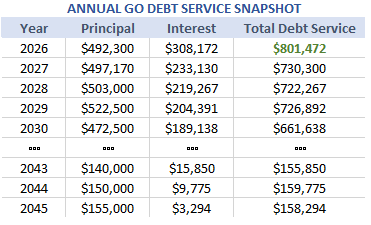 ANNUAL GO DEBT SERVICE SNAPSHOT
Year Principal Interest Total Debt Service
2026 $492,300 $308,172 $801,472
2027 $497,170 $233,130 $730,300
2028 $503,000 $219,267 $722,267
2029 $522,500 $204,391 $726,892
2030 $472,500 $189,138 $661,638
▫▫▫ ▫▫▫ ▫▫▫ ▫▫▫
2043 $140,000 $15,850 $155,850
2044 $150,000 $9,775 $159,775
2045 $155,000 $3,294 $158,294